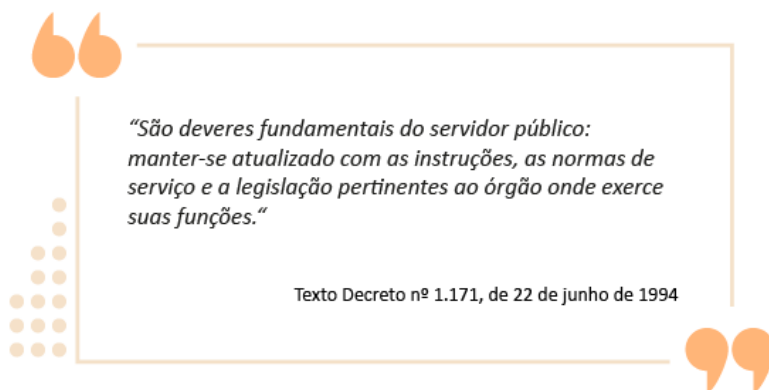 “São deveres fundamentais do servidor público:
manter-se atualizado com as instruções, as normas de
serviço e a legislação pertinentes ao órgão onde exerce
suas funções.“
Texto Decreto nº 1.171, de 22 de junho de 1994